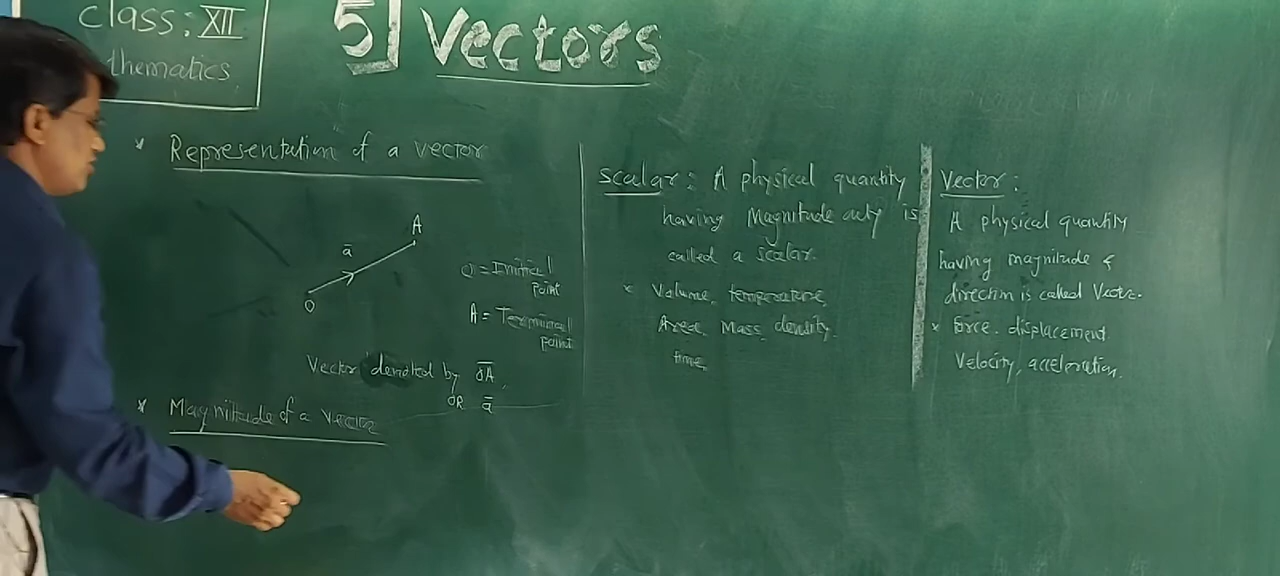 class: XII
thematics
5] Vectors
* Representation of a vector
A
ā
O
O = Initial
point
A = Terminal
point
Vector denoted by OA,
OR ā
* Magnitude of a vector
scalar: A physical quantity
having Magnitude only is
called a scalar.
* Volume, temperature,
Area, Mass, density,
time,
Vector:
A physical quantity
having magnitude &
direction is called Vector.
* Force. displacement
Velocity, acceleration.